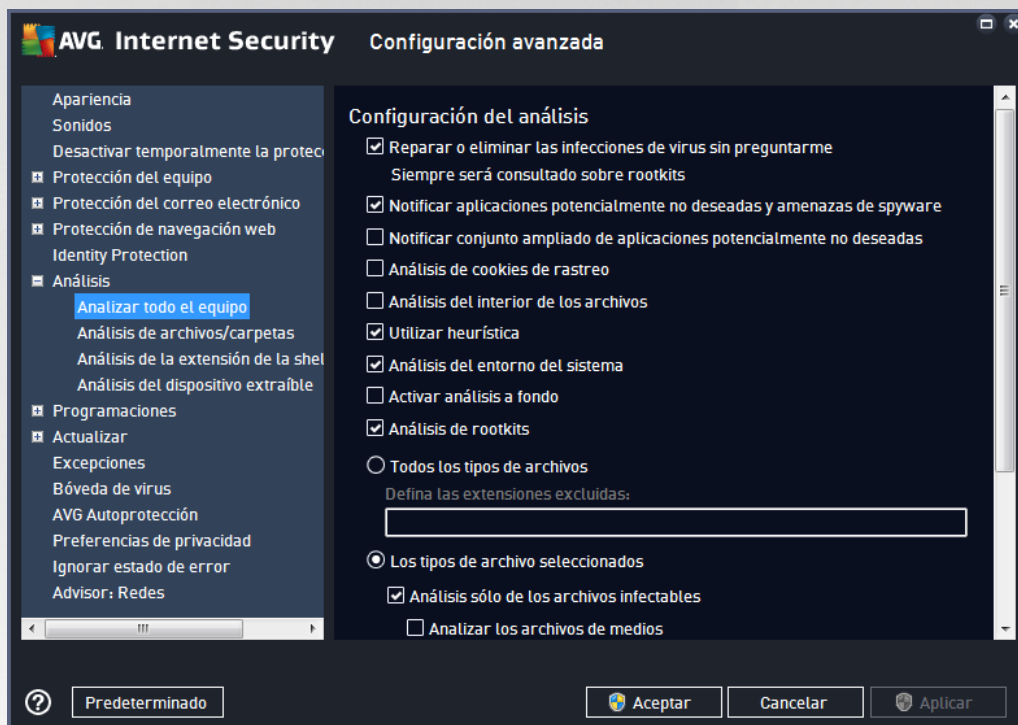 AVG. Internet Security Configuración avanzada
Apariencia
Sonidos
Desactivar temporalmente la protec
Protección del equipo
Protección del correo electrónico
Protección de navegación web
Identity Protection
Análisis
Analizar todo el equipo
Análisis de archivos/carpetas
Análisis de la extensión de la shel
Análisis del dispositivo extraíble
Programaciones
Actualizar
Excepciones
Bóveda de virus
AVG Autoprotección
Preferencias de privacidad
Ignorar estado de error
Advisor: Redes
Configuración del análisis
Reparar o eliminar las infecciones de virus sin preguntarme
Siempre será consultado sobre rootkits
Notificar aplicaciones potencialmente no deseadas y amenazas de spyware
Notificar conjunto ampliado de aplicaciones potencialmente no deseadas
Análisis de cookies de rastreo
Análisis del interior de los archivos
Utilizar heurística
Análisis del entorno del sistema
Activar análisis a fondo
Análisis de rootkits
Todos los tipos de archivos
Defina las extensiones excluidas:
Los tipos de archivo seleccionados
Análisis sólo de los archivos infectables
Analizar los archivos de medios
Predeterminado
Aceptar
Cancelar
Aplicar